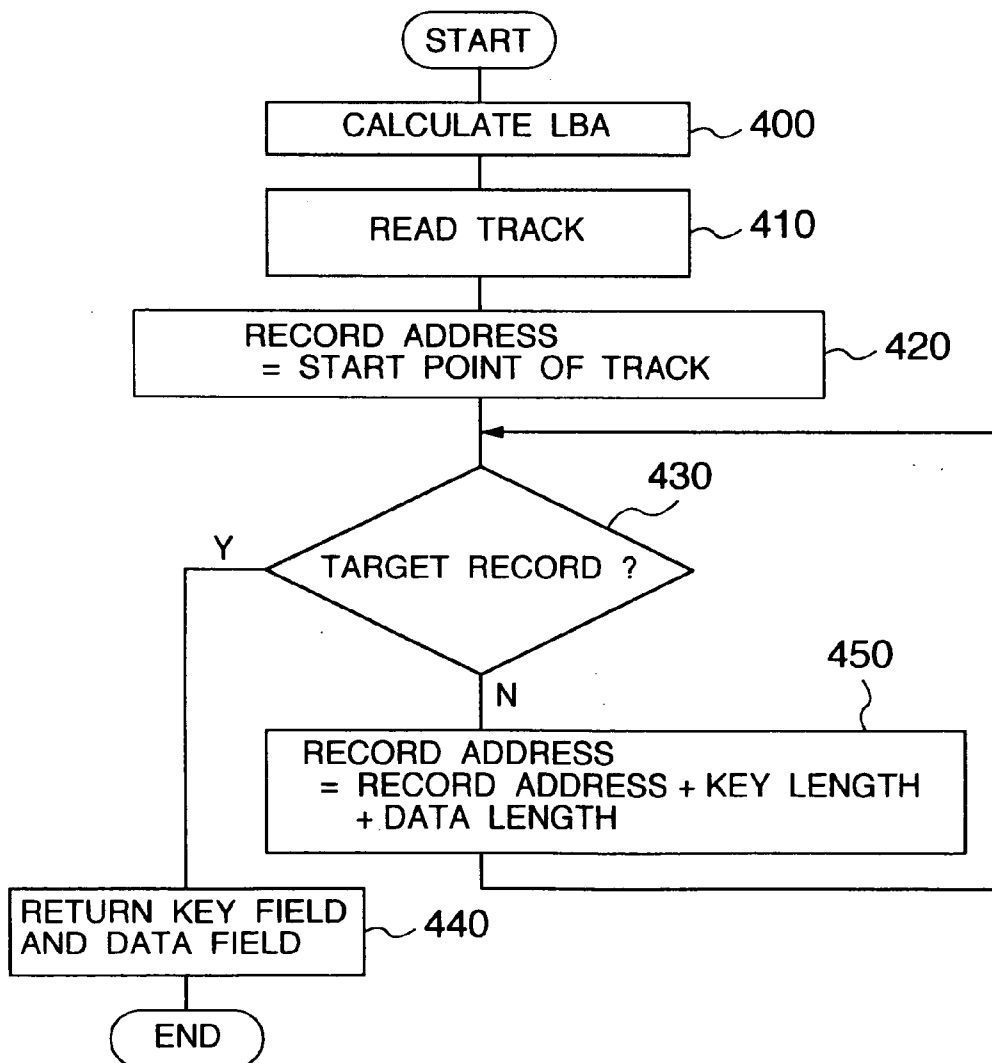 START
CALCULATE LBA
400
READ TRACK
410
RECORD ADDRESS
= START POINT OF TRACK
420
430
TARGET RECORD ?
Y
N
450
RECORD ADDRESS
= RECORD ADDRESS + KEY LENGTH
+ DATA LENGTH
RETURN KEY FIELD
AND DATA FIELD
440
END